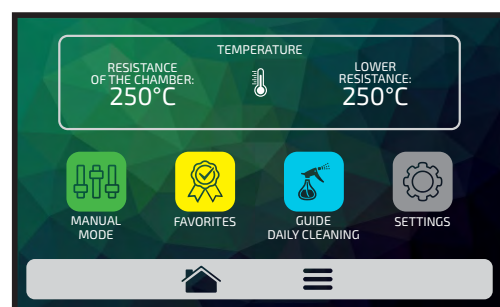 TEMPERATURE
RESISTANCE
OF THE CHAMBER:
250°C
LOWER
RESISTANCE:
250°C
MANUAL
MODE
FAVORITES
GUIDE
DAILY CLEANING
SETTINGS